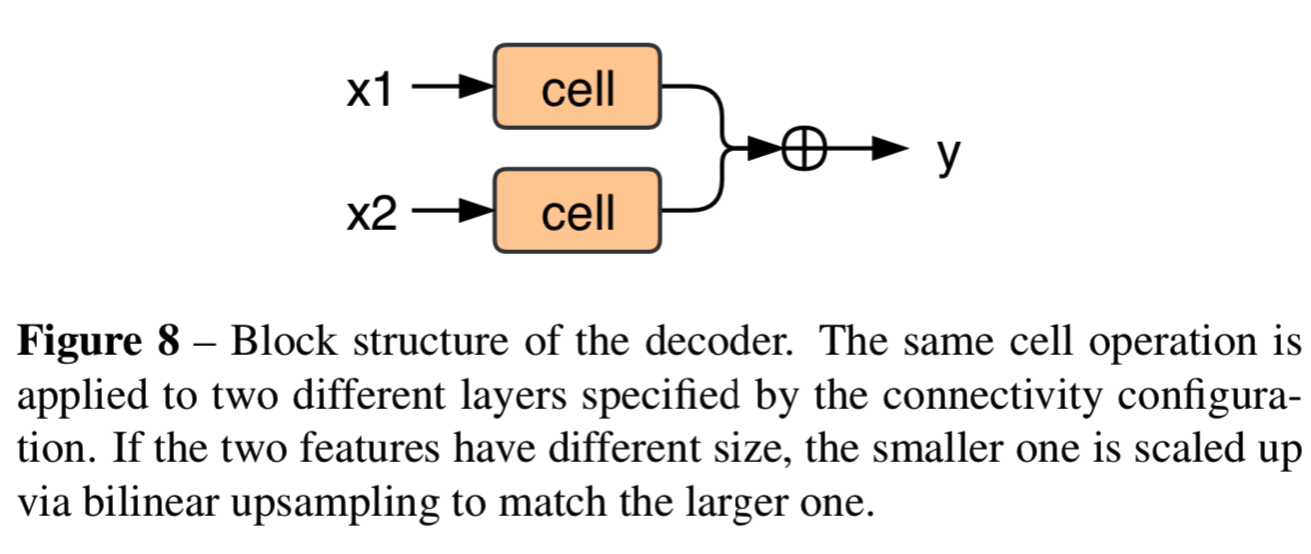 x1 cell
x2 cell
y
Figure 8 – Block structure of the decoder. The same cell operation is
applied to two different layers specified by the connectivity configura-
tion. If the two features have different size, the smaller one is scaled up
via bilinear upsampling to match the larger one.